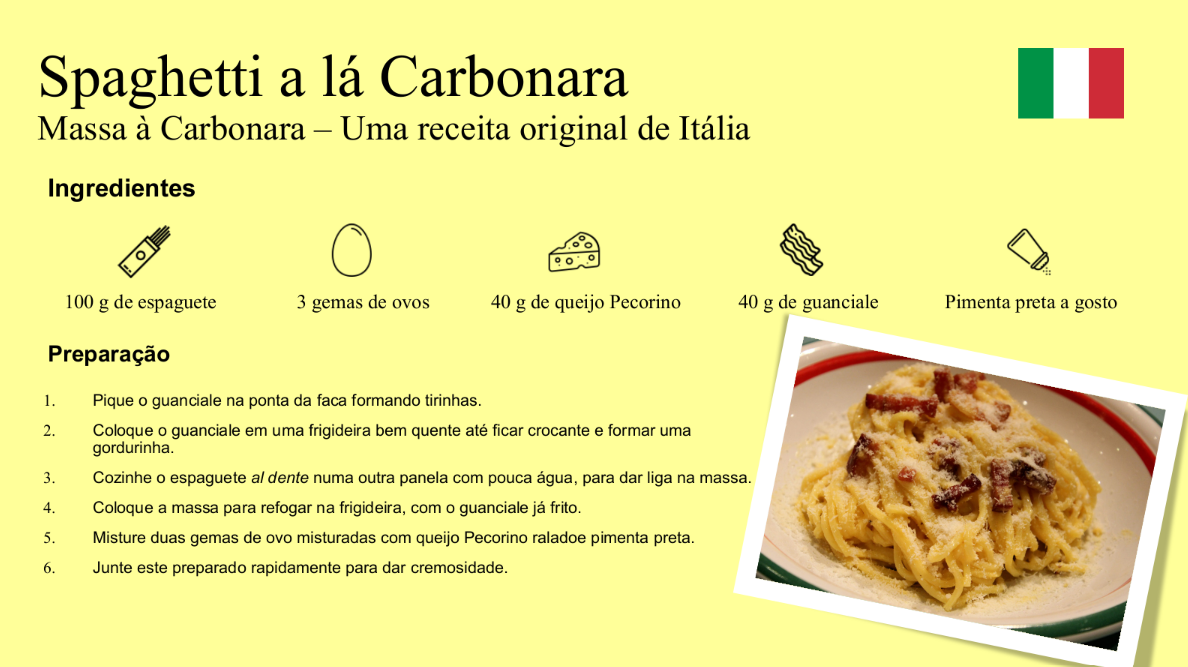 Spaghetti a lá Carbonara
Massa à Carbonara – Uma receita original de Itália
Ingredientes
100 g de espaguete
3 gemas de ovos
40 g de queijo Pecorino
40 g de guanciale
Pimenta preta a gosto
Preparação
1. Pique o guanciale na ponta da faca formando tirinhas.
2. Coloque o guanciale em uma frigideira bem quente até ficar crocante e formar uma
gordurinha.
3. Cozinhe o espaguete al dente numa outra panela com pouca água, para dar liga na massa.
4. Coloque a massa para refogar na frigideira, com o guanciale já frito.
5. Misture duas gemas de ovo misturadas com queijo Pecorino raladoe pimenta preta.
6. Junte este preparado rapidamente para dar cremosidade.